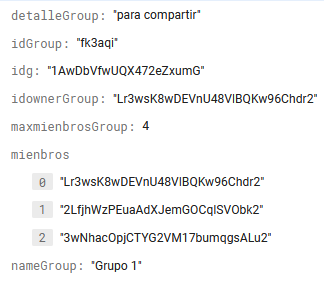 detalleGroup: "para compartir"
idGroup: "fk3aqi"
idg: "1AwDbVfwUQX472eZxumG"
idownerGroup: "Lr3wsK8wDEVnU48VIBQKw96Chdr2"
maxmienbrosGroup: 4
mienbros
0 "Lr3wsK8wDEVnU48VIBQKw96Chdr2"
1 "2LfjhWzPEuaAdXJemGOCqlSVObk2"
2 "3wNhacOpjCTYG2VM17bumqgsALu2"
nameGroup: "Grupo 1"